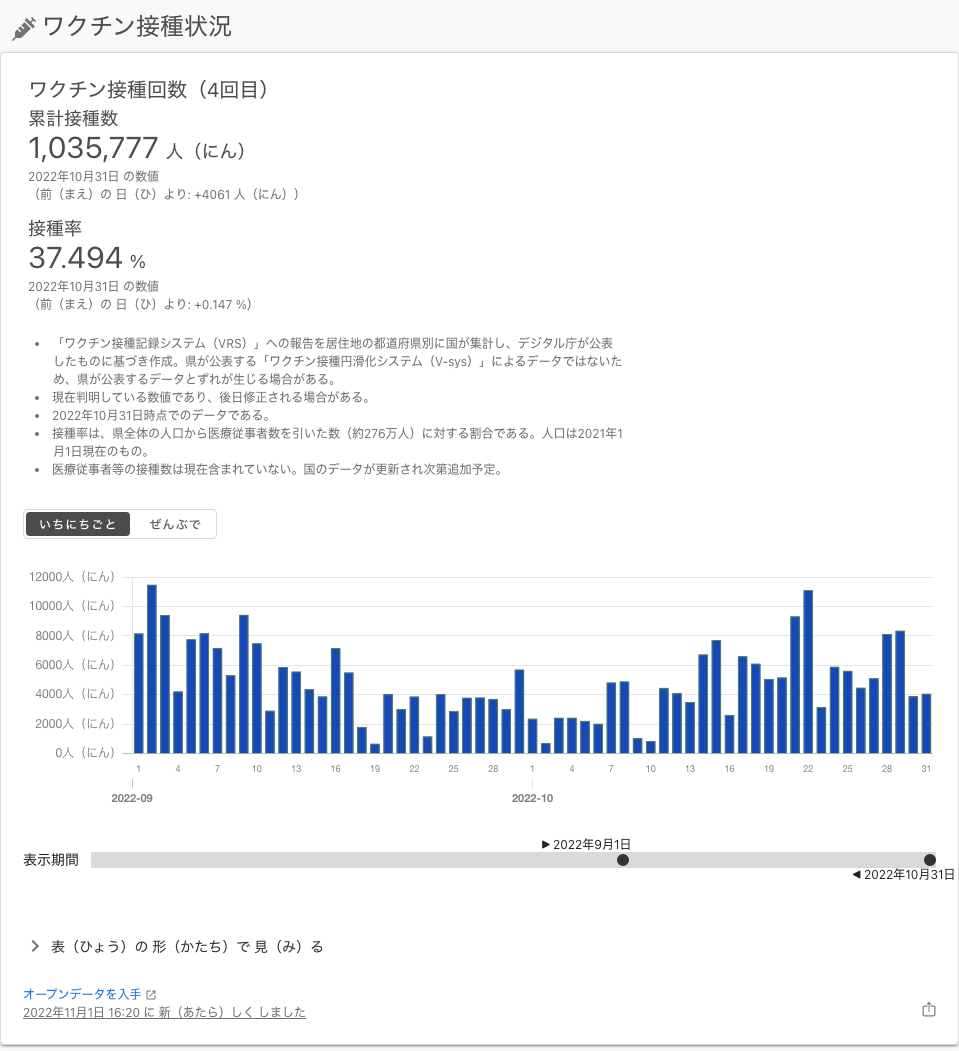 ワクチン接種状況
ワクチン接種回数（4回目）
累計接種数
1,035,777 人（にん）
2022年10月31日 の数値
（前（まえ）の 日（ひ）より: +4061 人（にん））
接種率
37.494 %
2022年10月31日 の数値
（前（まえ）の 日（ひ）より: +0.147 %）
• 「ワクチン接種記録システム（VRS）」への報告を居住地の都道府県別に国が集計し、デジタル庁が公表
したものに基づき作成。県が公表する「ワクチン接種円滑化システム（V-sys）」によるデータではないた
め、県が公表するデータとずれが生じる場合がある。
• 現在判明している数値であり、後日修正される場合がある。
• 2022年10月31日時点でのデータである。
• 接種率は、県全体の人口から医療従事者数を引いた数（約276万人）に対する割合である。人口は2021年1
月1日現在のもの。
• 医療従事者等の接種数は現在含まれていない。国のデータが更新され次第追加予定。
いちにちごと ぜんぶで
12000人（にん）
10000人（にん）
8000人（にん）
6000人（にん）
4000人（にん）
2000人（にん）
0人（にん）
1 4 7 10 13 16 19 22 25 28 1 4 7 10 13 16 19 22 25 28 31
2022-09 2022-10
▶ 2022年9月1日
表示期間
◀ 2022年10月31日
表（ひょう）の 形（かたち）で 見（み）る
オープンデータを入手
2022年11月1日 16:20 に 新（あたら）しく しました